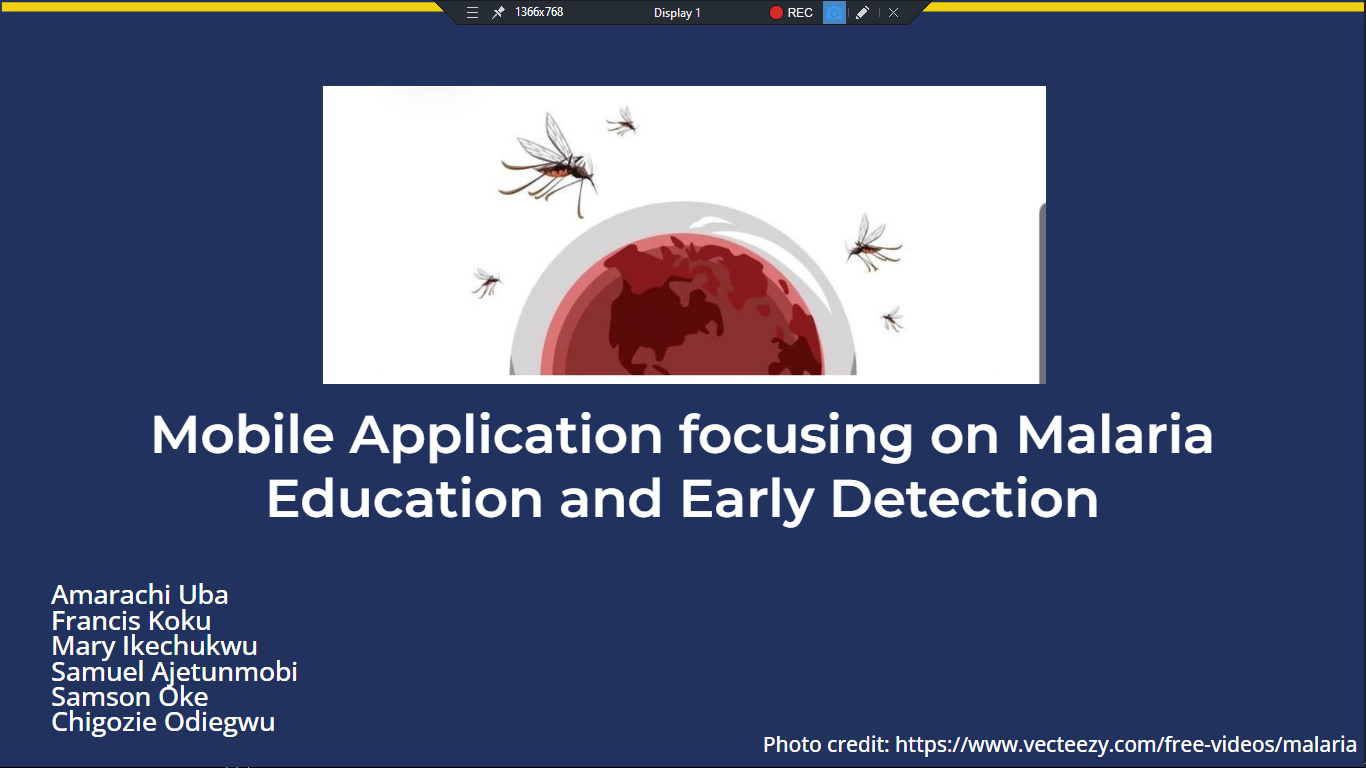 1366x768 Display 1 REC
Mobile Application focusing on Malaria
Education and Early Detection
Amarachi Uba
Francis Koku
Mary Ikechukwu
Samuel Ajetunmobi
Samson Oke
Chigozie Odiegwu
Photo credit: https://www.vecteezy.com/free-videos/malaria